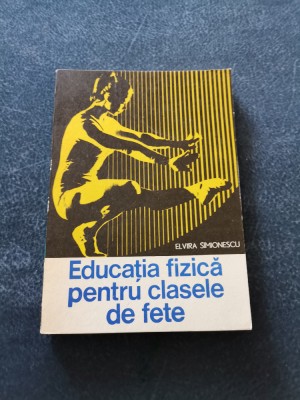 ELVIRA SIMIONESCU
Educația fizică
pentru clasele
de fete